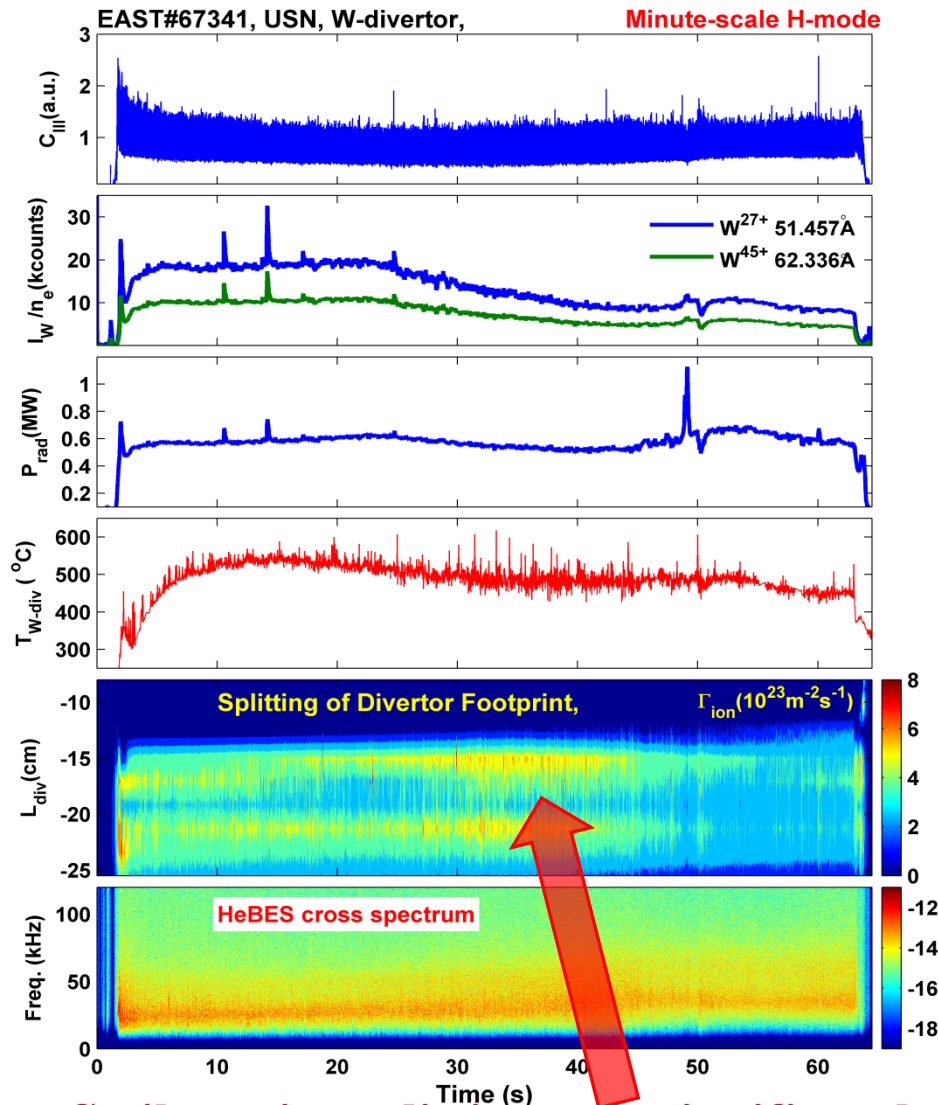 EAST#67341, USN, W-divertor, Minute-scale H-mode
3
2
1
C_III(a.u.)
30
20
10
I_W /n_e(kcounts)
W^27+ 51.457Å
W^45+ 62.336Å
1
0.8
0.6
0.4
0.2
P_rad(MW)
600
500
400
300
T_W-div ( °C)
Splitting of Divertor Footprint, Γ_ion(10^23m^-2s^-1)
-10
-15
-20
-25
L_div(cm)
8
6
4
2
0
HeBES cross spectrum
100
50
0
Freq. (kHz)
-12
-14
-16
-18
0 10 20 30 40 50 60
Time (s)